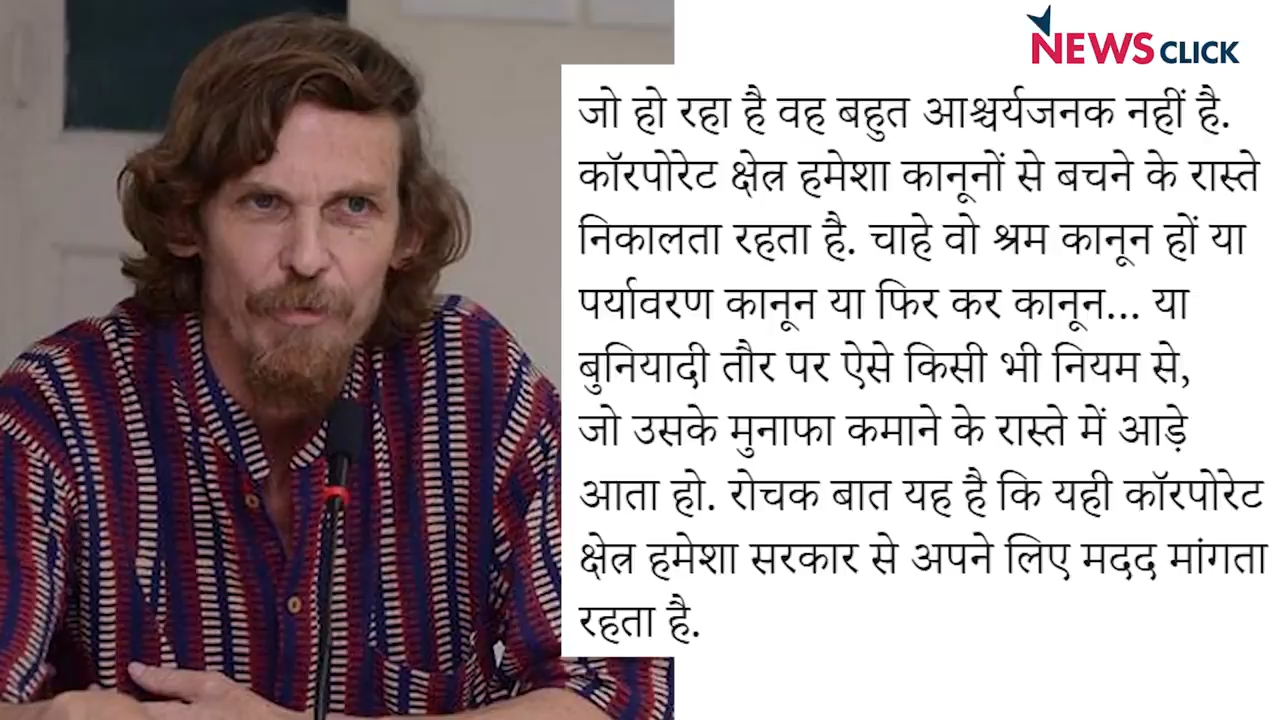 NEWSCLICK
जो हो रहा है वह बहुत आश्चर्यजनक नहीं है.
कॉरपोरेट क्षेत्र हमेशा कानूनों से बचने के रास्ते
निकालता रहता है. चाहे वो श्रम कानून हों या
पर्यावरण कानून या फिर कर कानून... या
बुनियादी तौर पर ऐसे किसी भी नियम से,
जो उसके मुनाफा कमाने के रास्ते में आड़े
आता हो. रोचक बात यह है कि यही कॉरपोरेट
क्षेत्र हमेशा सरकार से अपने लिए मदद मांगता
रहता है.